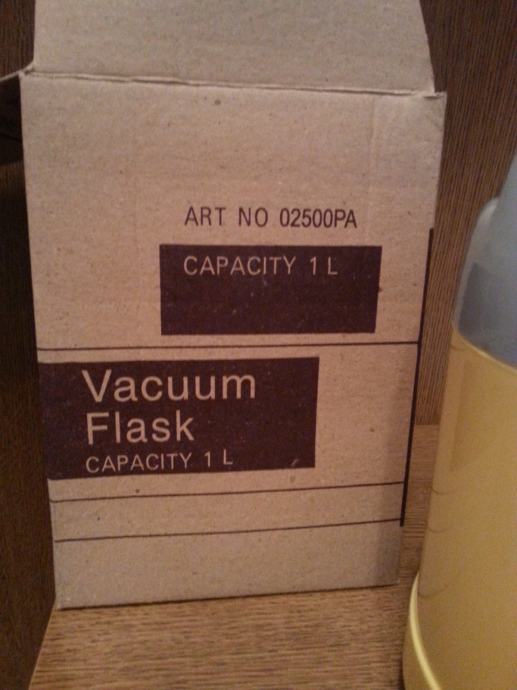 ART NO 02500PA
CAPACITY 1 L
Vacuum
Flask
CAPACITY 1 L